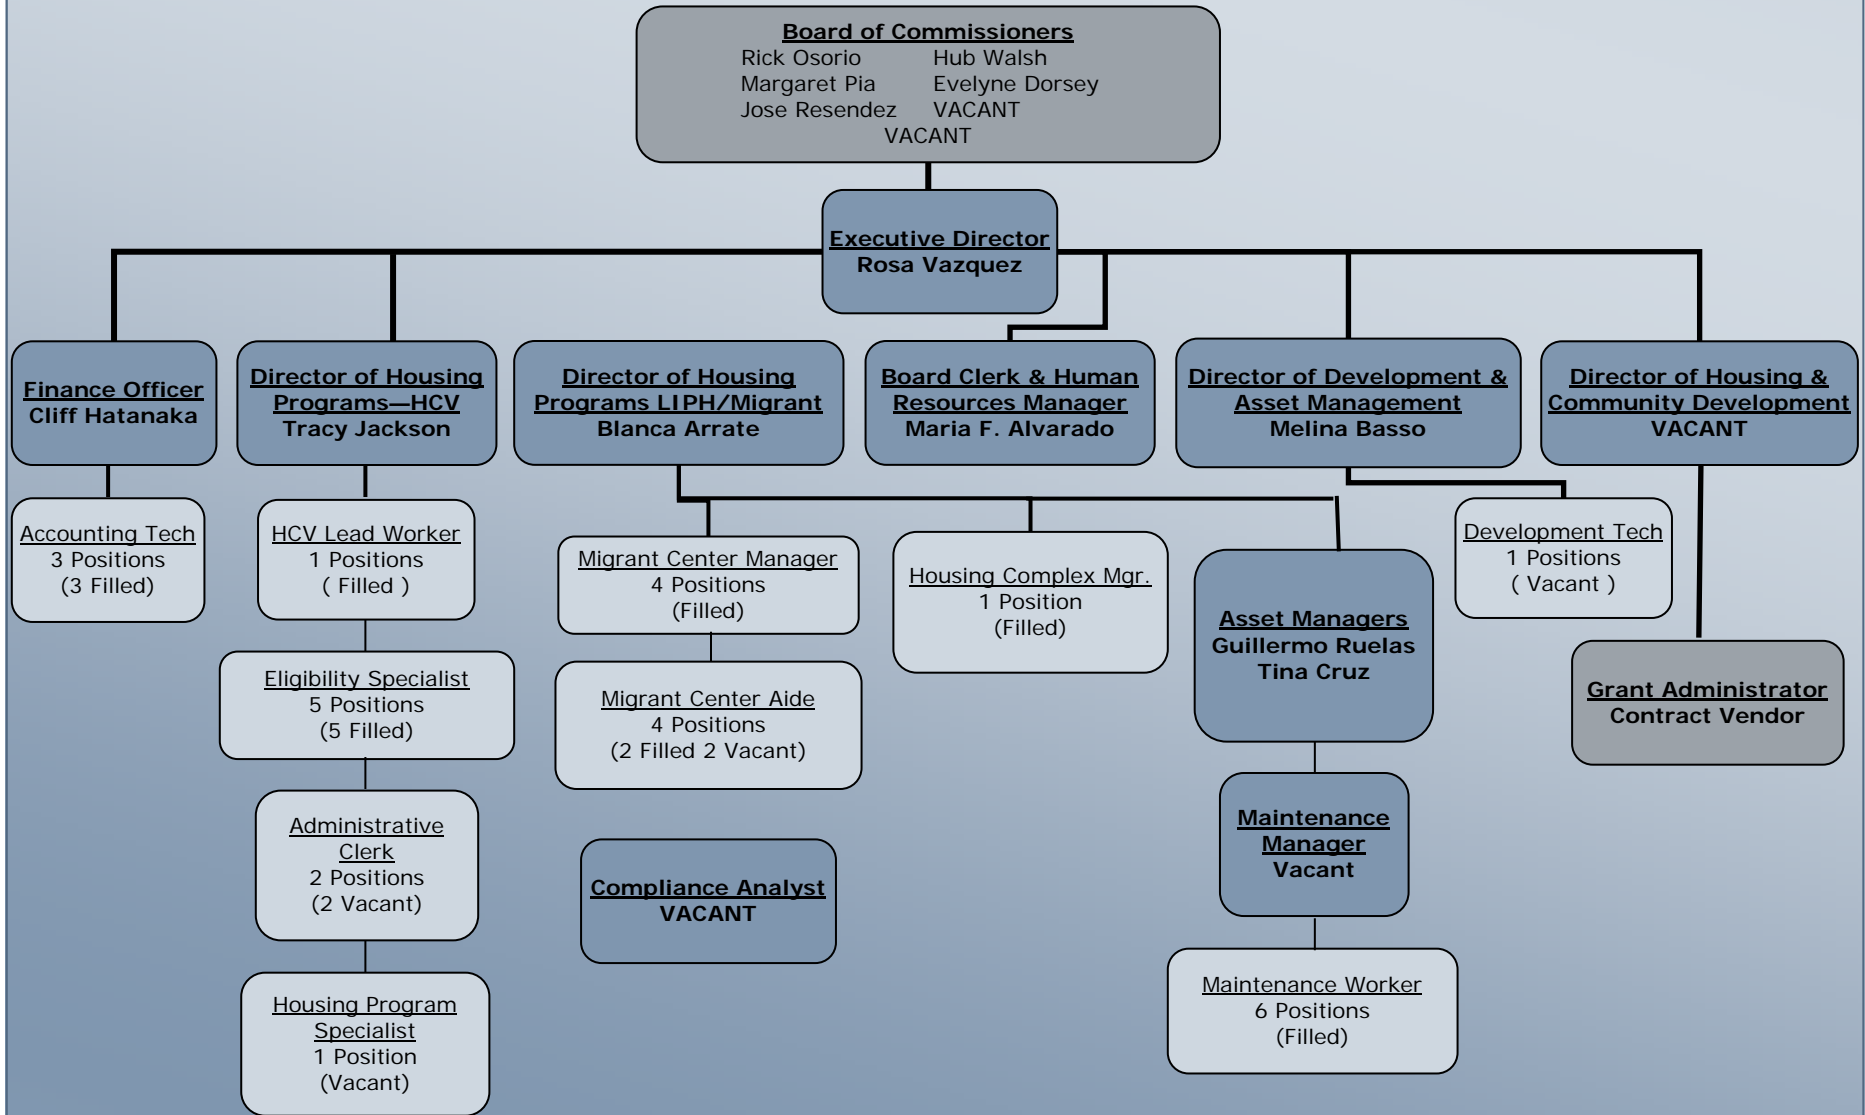 Board of Commissioners
Rick Osorio Hub Walsh
Margaret Pia Evelyne Dorsey
Jose Resendez VACANT
VACANT
Executive Director
Rosa Vazquez
Finance Officer
Cliff Hatanaka
Director of Housing
Programs—HCV
Tracy Jackson
Director of Housing
Programs LIPH/Migrant
Blanca Arrate
Board Clerk & Human
Resources Manager
Maria F. Alvarado
Director of Development &
Asset Management
Melina Basso
Director of Housing &
Community Development
VACANT
Accounting Tech
3 Positions
(3 Filled)
HCV Lead Worker
1 Positions
( Filled )
Eligibility Specialist
5 Positions
(5 Filled)
Administrative
Clerk
2 Positions
(2 Vacant)
Housing Program
Specialist
1 Position
(Vacant)
Migrant Center Manager
4 Positions
(Filled)
Migrant Center Aide
4 Positions
(2 Filled 2 Vacant)
Compliance Analyst
VACANT
Housing Complex Mgr.
1 Position
(Filled)
Asset Managers
Guillermo Ruelas
Tina Cruz
Maintenance
Manager
Vacant
Maintenance Worker
6 Positions
(Filled)
Development Tech
1 Positions
( Vacant )
Grant Administrator
Contract Vendor